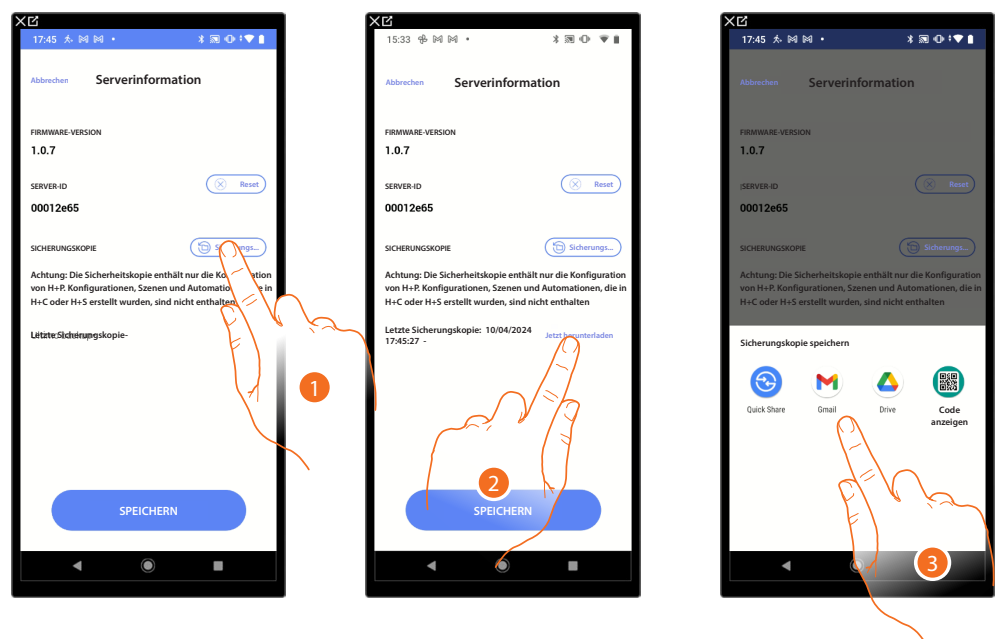 17:45
Abbrechen Serverinformation
FIRMWARE-VERSION
1.0.7
SERVER-ID
Reset
00012e65
SICHERUNGSKOPIE
Achtung: Die Sicherheitskopie enthält nur die Konfiguration
von H+P. Konfigurationen, Szenen und Automationen, die in
H+C oder H+S erstellt wurden, sind nicht enthalten
Letzte Sicherungskopie-
1
SPEICHERN
15:33
Abbrechen Serverinformation
FIRMWARE-VERSION
1.0.7
SERVER-ID
Reset
00012e65
SICHERUNGSKOPIE
Sicherungs...
Achtung: Die Sicherheitskopie enthält nur die Konfiguration
von H+P. Konfigurationen, Szenen und Automationen, die in
H+C oder H+S erstellt wurden, sind nicht enthalten
Letzte Sicherungskopie: 10/04/2024
17:45:27 -
Jetzt herunterladen
2
SPEICHERN
17:45
Abbrechen Serverinformation
FIRMWARE-VERSION
1.0.7
SERVER-ID
Reset
00012e65
SICHERUNGSKOPIE
Sicherungs...
Achtung: Die Sicherheitskopie enthält nur die Konfiguration
von H+P. Konfigurationen, Szenen und Automationen, die in
H+C oder H+S erstellt wurden, sind nicht enthalten
Sicherungskopie speichern
Quick Share
Gmail
Drive
Code
anzeigen
3